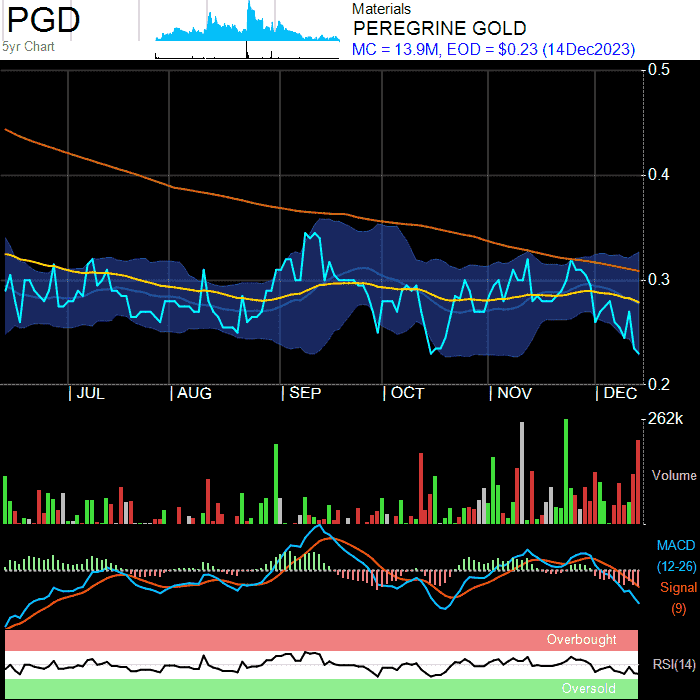 PGD
5yr Chart
Materials
PEREGRINE GOLD
MC = 13.9M, EOD = $0.23 (14Dec2023)
0.5
0.4
0.3
0.2
JUL AUG SEP OCT NOV DEC
262k
Volume
MACD
(12-26)
Signal
(9)
Overbought
RSI(14)
Oversold